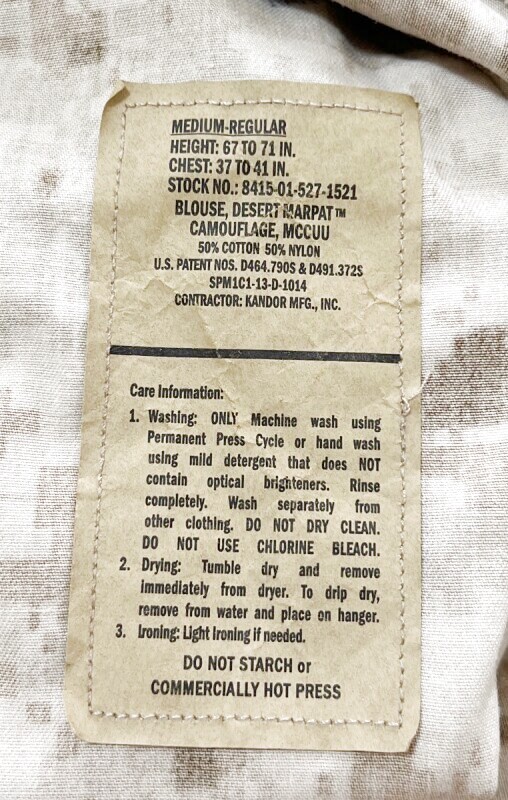 MEDIUM-REGULAR
HEIGHT: 67 TO 71 IN.
CHEST: 37 TO 41 IN.
STOCK NO.: 8415-01-527-1521
BLOUSE, DESERT MARPAT™
CAMOUFLAGE, MCCUU
50% COTTON 50% NYLON
U.S. PATENT NOS. D464.790S & D491.372S
SPM1C1-13-D-1014
CONTRACTOR: KANDOR MFG., INC.
Care Information:
1. Washing: ONLY Machine wash using
Permanent Press Cycle or hand wash
using mild detergent that does NOT
contain optical brighteners. Rinse
completely. Wash separately from
other clothing. DO NOT DRY CLEAN.
DO NOT USE CHLORINE BLEACH.
2. Drying: Tumble dry and remove
immediately from dryer. To drip dry,
remove from water and place on hanger.
3. Ironing: Light Ironing if needed.
DO NOT STARCH or
COMMERCIALLY HOT PRESS